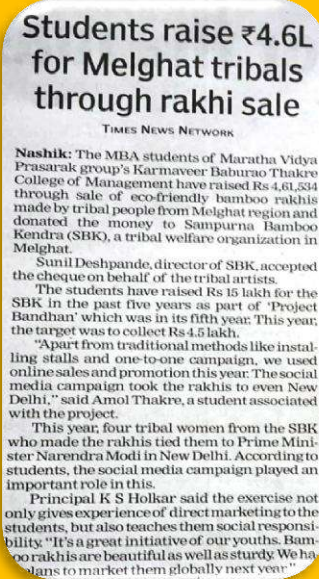 Students raise ₹4.6L
for Melghat tribals
through rakhi sale
TIMES NEWS NETWORK
Nashik: The MBA students of Maratha Vidya
Prasarak group's Karmaveer Baburao Thakre
College of Management have raised Rs 4,61,534
through sale of eco-friendly bamboo rakhis
made by tribal people from Melghat region and
donated the money to Sampurna Bamboo
Kendra (SBK), a tribal welfare organization in
Melghat.
Sunil Deshpande, director of SBK, accepted
the cheque on behalf of the tribal artists.
The students have raised Rs 15 lakh for the
SBK in the past five years as part of 'Project
Bandhan' which was in its fifth year. This year,
the target was to collect Rs 4.5 lakh.
"Apart from traditional methods like instal-
ling stalls and one-to-one campaign, we used
online sales and promotion this year. The social
media campaign took the rakhis to even New
Delhi," said Amol Thakre, a student associated
with the project.
This year, four tribal women from the SBK
who made the rakhis tied them to Prime Mini-
ster Narendra Modi in New Delhi. According to
students, the social media campaign played an
important role in this.
Principal K S Holkar said the exercise not
only gives experience of direct marketing to the
students, but also teaches them social responsi-
bility. "It's a great initiative of our youths. Bam-
oo rakhis are beautiful as well as sturdy. We ha-
plans to market them globally next year."